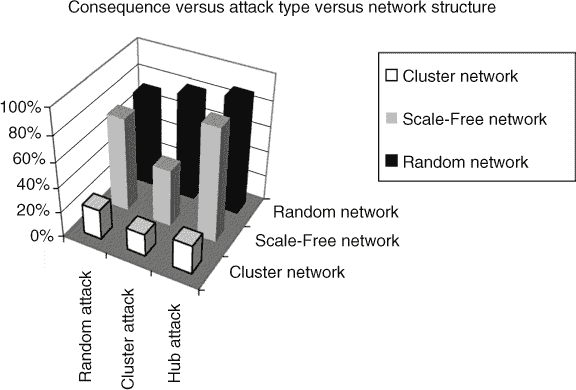 Consequence versus attack type versus network structure
Cluster network
Scale-Free network
Random network
100%
80%
60%
40%
20%
0%
Random network
Scale-Free network
Cluster network
Random attack
Cluster attack
Hub attack